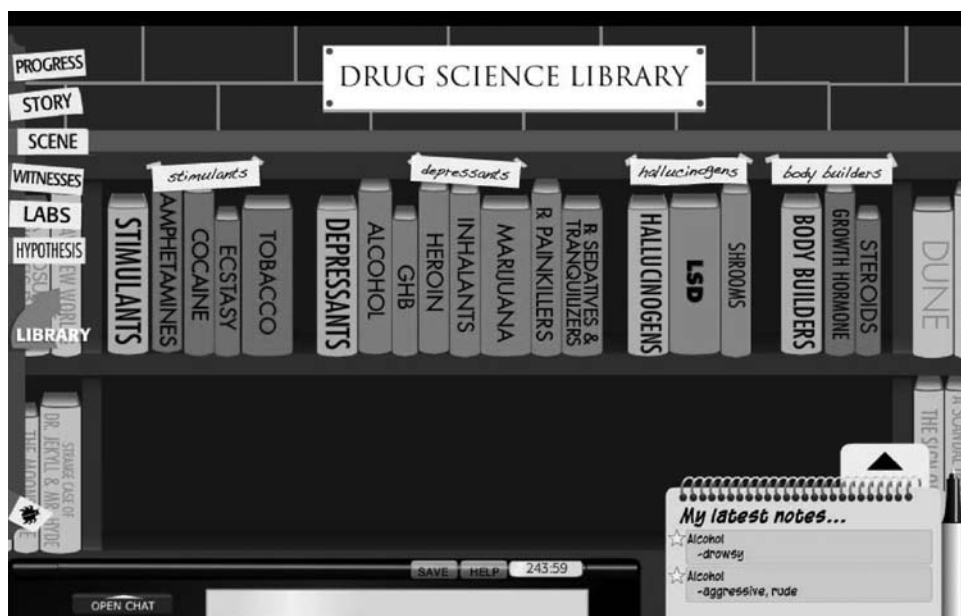 DRUG SCIENCE LIBRARY
PROGRESS
STORY
SCENE
WITNESSES
LABS
HYPOTHESIS
LIBRARY
stimulants
depressants
hallucinogens
body builders
STIMULANTS
AMPHETAMINES
COCAINE
ECSTASY
TOBACCO
DEPRESSANTS
ALCOHOL
GHB
HEROIN
INHALANTS
MARIJUANA
R PAINKILLERS
R SEDATIVES &
TRANQUILIZERS
HALLUCINOGENS
LSD
SHROOMS
BODY BUILDERS
GROWTH HORMONE
STEROIDS
DUNE
STRANGE CASE OF
DR. JEKYLL & MR HYDE
My latest notes...
Alcohol
-drowsy
Alcohol
-aggressive, rude
SAVE
HELP
243:59
OPEN CHAT